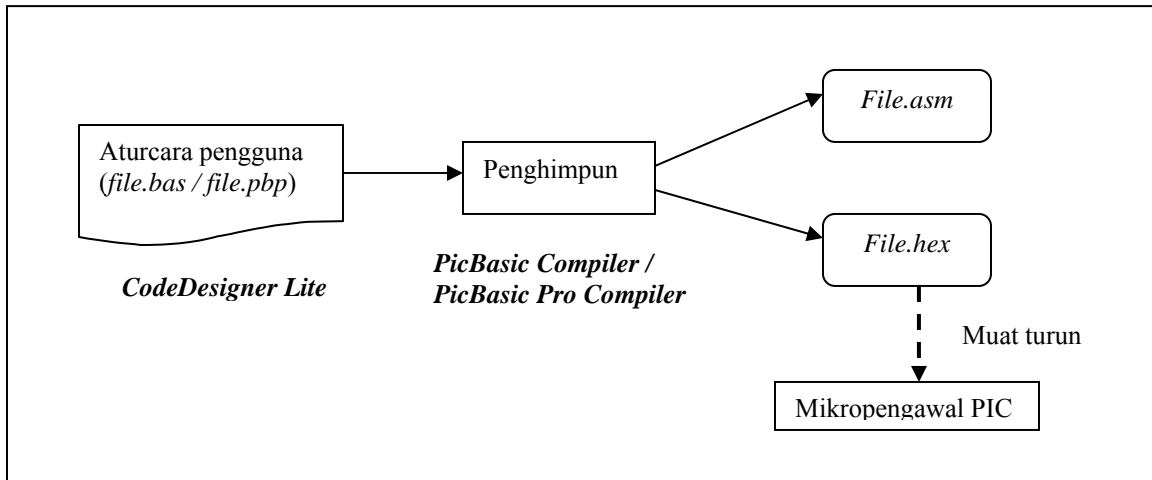 Aturcara pengguna
(file.bas / file.pbp)
CodeDesigner Lite
Penghimpun
PicBasic Compiler /
PicBasic Pro Compiler
File.asm
File.hex
Muat turun
Mikropengawal PIC